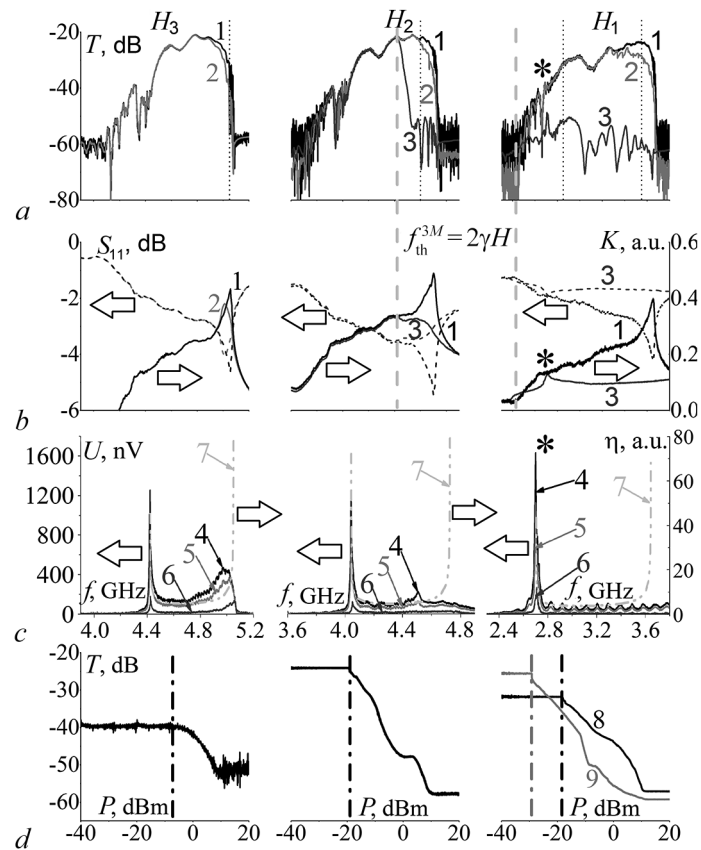 H3 H2 H1
a T, dB
-20
-40
-60
-80
1 2
1 2 3
* 1 2 3
b S11, dB f_th^3M = 2γH K, a.u.
0
-2
-4
-6
0.6
0.4
0.2
0.0
1 2
3 1
3 1 * 3
c U, nV η, a.u.
1600
1200
800
400
0
80
60
40
20
0
7 4 5 6
7 4 5 6
* 4 5 6 7
f, GHz f, GHz f, GHz
4.0 4.4 4.8 5.2 3.6 4.0 4.4 4.8 2.4 2.8 3.2 3.6
d T, dB
-20
-30
-40
-50
-60
8 9
P, dBm P, dBm P, dBm
-40 -20 0 20 -40 -20 0 20 -40 -20 0 20